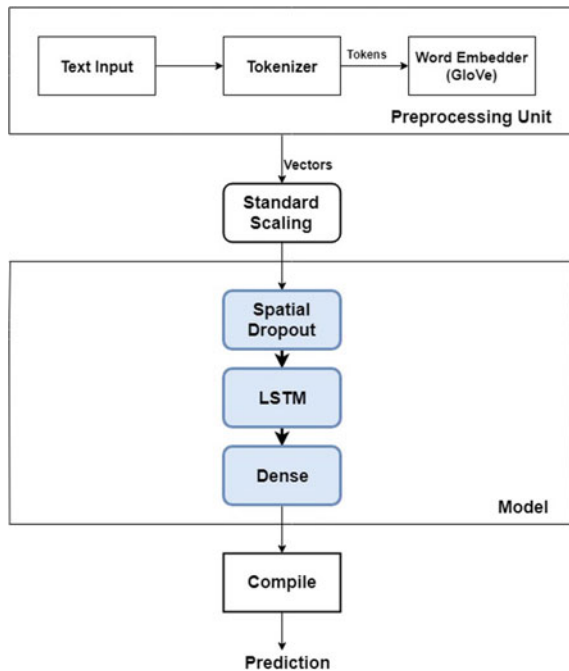 Text Input
Tokenizer
Tokens
Word Embedder
(GloVe)
Preprocessing Unit
Vectors
Standard
Scaling
Spatial
Dropout
LSTM
Dense
Model
Compile
Prediction